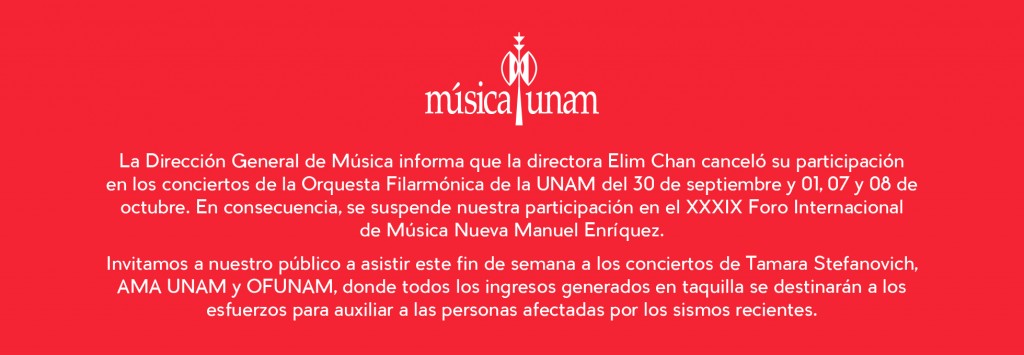 música unam
La Dirección General de Música informa que la directora Elim Chan canceló su participación
en los conciertos de la Orquesta Filarmónica de la UNAM del 30 de septiembre y 01, 07 y 08 de
octubre. En consecuencia, se suspende nuestra participación en el XXXIX Foro Internacional
de Música Nueva Manuel Enríquez.
Invitamos a nuestro público a asistir este fin de semana a los conciertos de Tamara Stefanovich,
AMA UNAM y OFUNAM, donde todos los ingresos generados en taquilla se destinarán a los
esfuerzos para auxiliar a las personas afectadas por los sismos recientes.